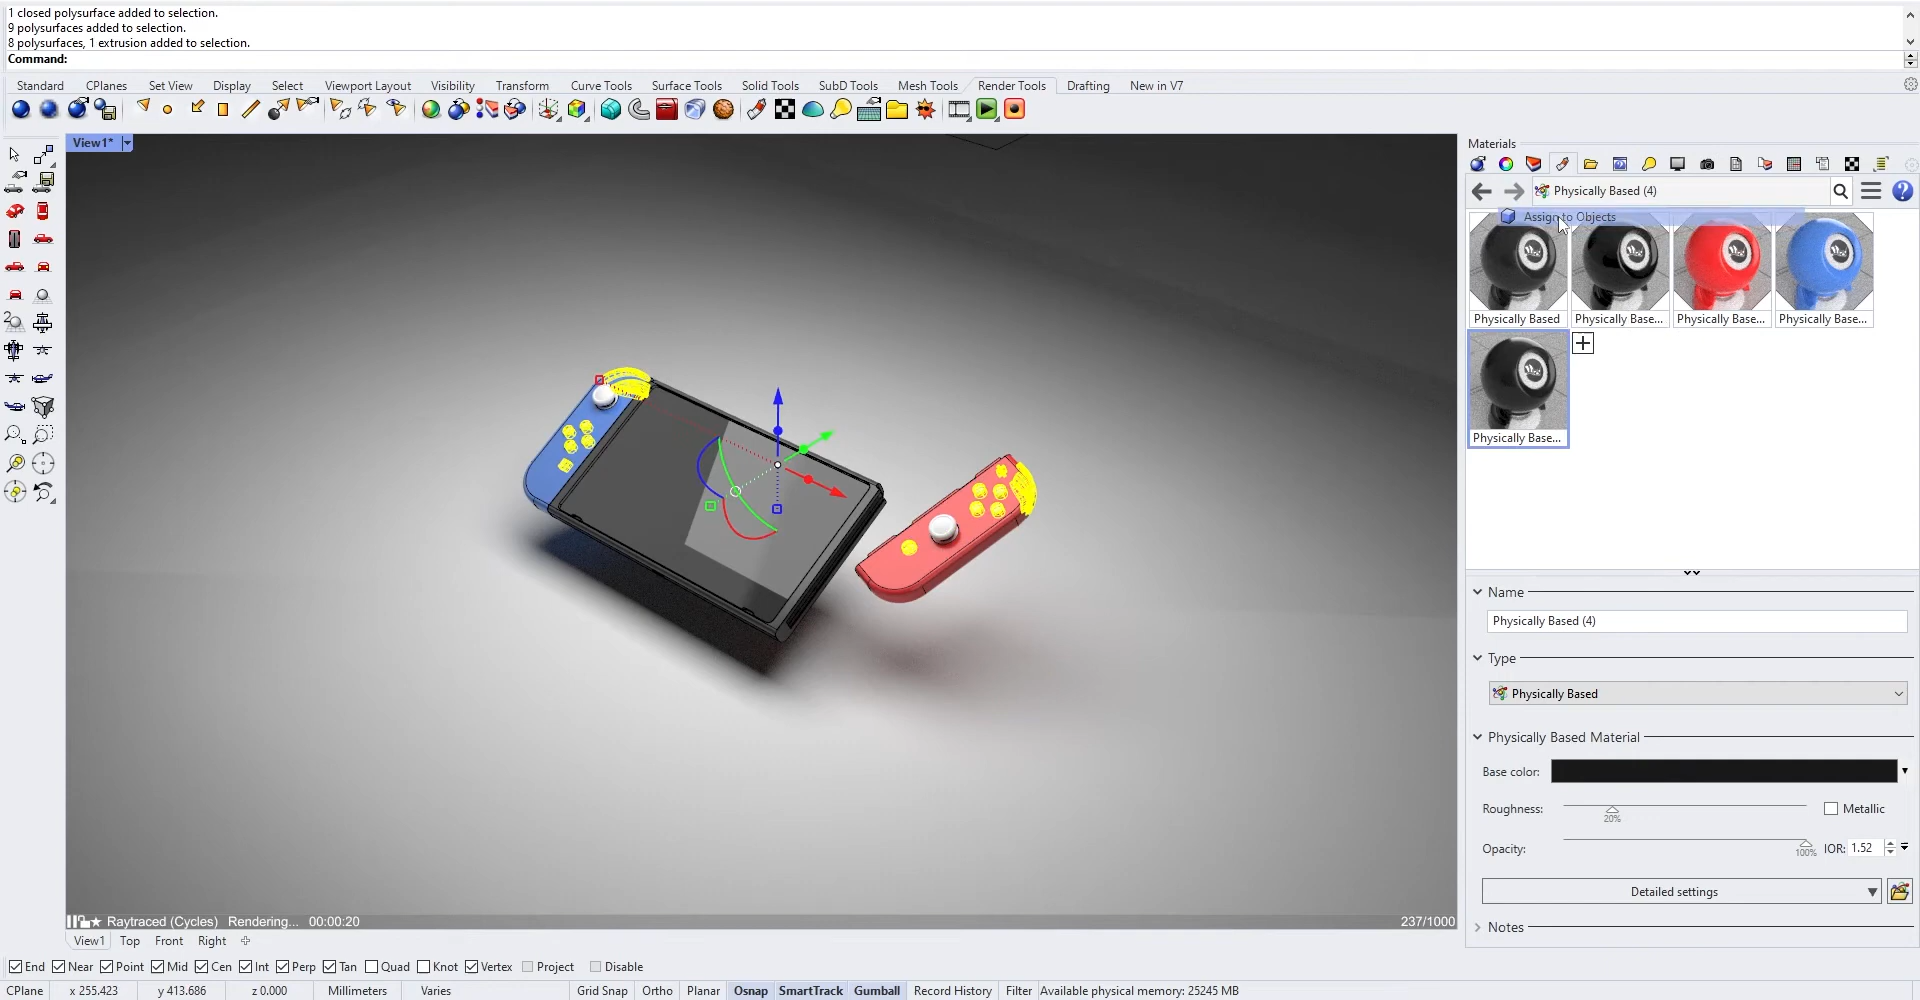 1 closed polysurface added to selection.
9 polysurfaces added to selection.
8 polysurfaces, 1 extrusion added to selection.
Command:
Standard CPlanes Set View Display Select Viewport Layout Visibility Transform Curve Tools Surface Tools Solid Tools SubD Tools Mesh Tools Render Tools Drafting New in V7
View1*
Materials
Physically Based (4)
Assign to Objects
Physically Based Physically Base... Physically Base... Physically Base...
Physically Base...
Name
Physically Based (4)
Type
Physically Based
Physically Based Material
Base color:
Roughness: 20% Metallic
Opacity: 100% IOR: 1.52
Detailed settings
Notes
Raytraced (Cycles) Rendering... 00:00:20 237/1000
View1 Top Front Right
End Near Point Mid Cen Int Perp Tan Quad Knot Vertex Project Disable
CPlane x 255.423 y 413.686 z 0.000 Millimeters Varies Grid Snap Ortho Planar Osnap SmartTrack Gumball Record History Filter Available physical memory: 25245 MB